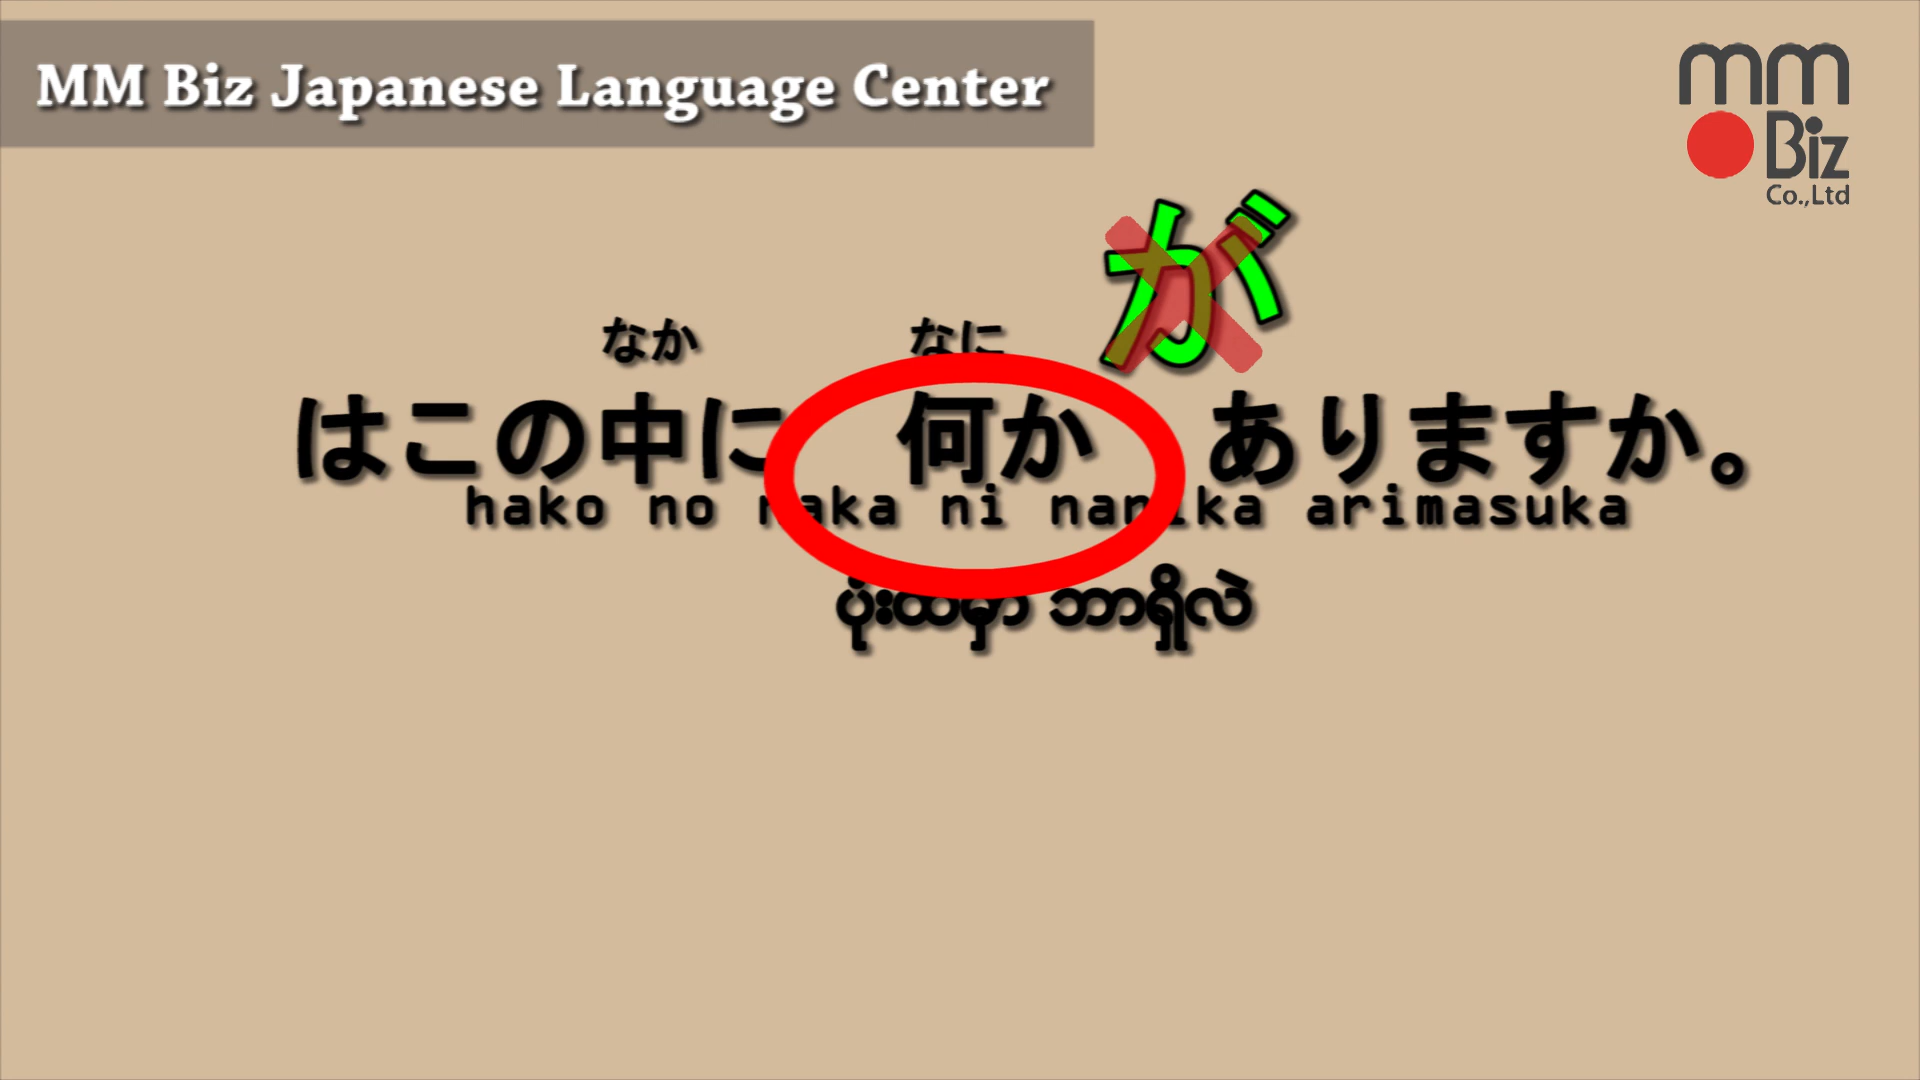 MM Biz Japanese Language Center
mm
Biz
Co.,Ltd
が
なか なに
はこの中に 何か ありますか。
hako no naka ni nanika arimasuka
ပုံးထဲမှာ ဘာရှိလဲ